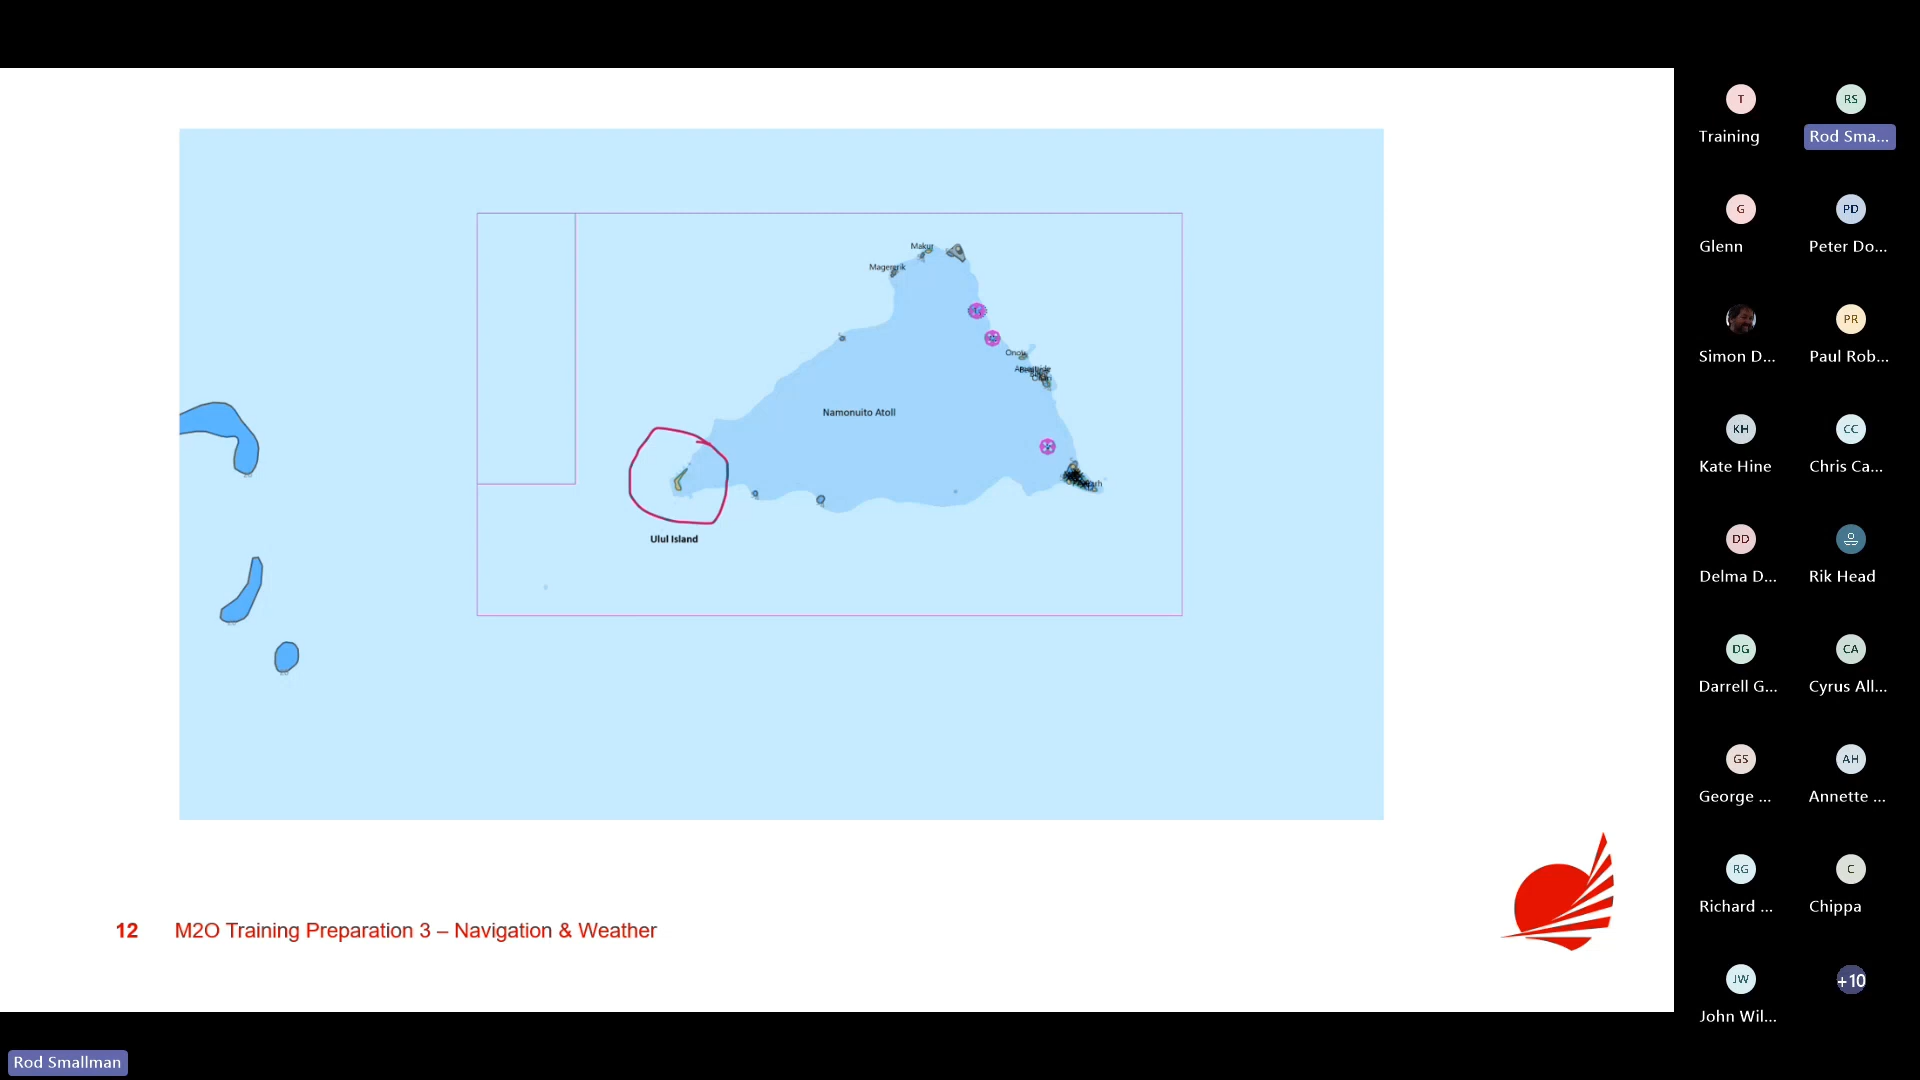 Makur
Magererik
Onou
Namonuito Atoll
Ulul Island
12 M2O Training Preparation 3 – Navigation & Weather
T RS
Training Rod Sma...
G PD
Glenn Peter Do...
PR
Simon D... Paul Rob...
KH CC
Kate Hine Chris Ca...
DD
Delma D... Rik Head
DG CA
Darrell G... Cyrus All...
GS AH
George ... Annette ...
RG C
Richard ... Chippa
JW +10
John Wil...
Rod Smallman